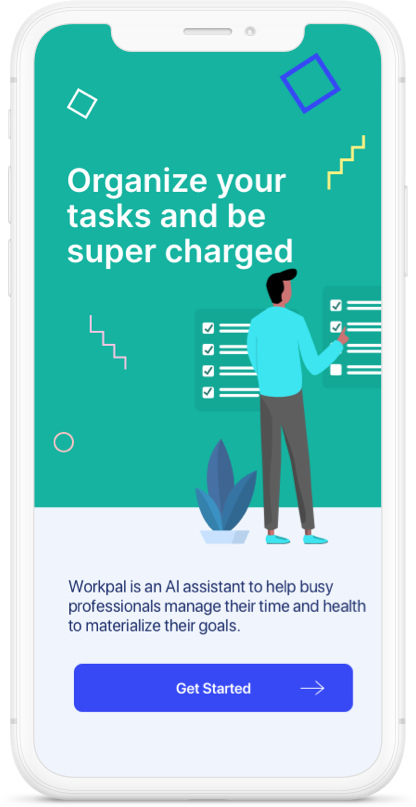 Organize your
tasks and be
super charged
Workpal is an AI assistant to help busy
professionals manage their time and health
to materialize their goals.
Get Started